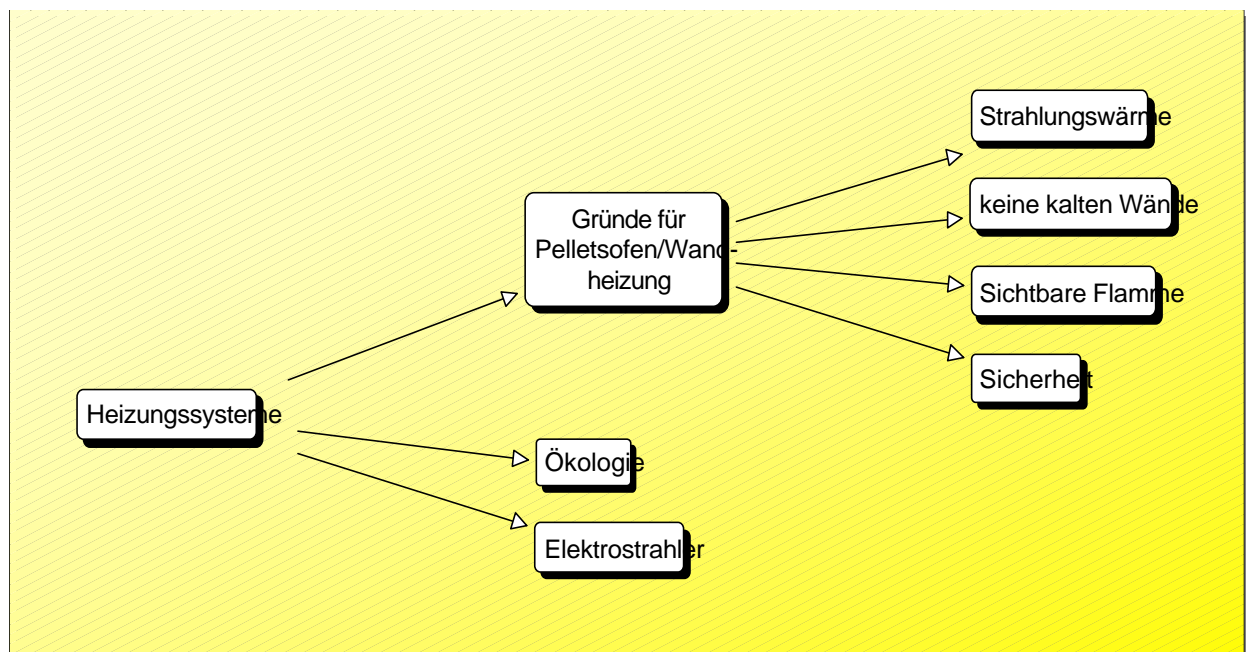 Strahlungswärme
keine kalten Wände
Gründe für
Pelletsofen/Wand-
heizung
Sichtbare Flamme
Sicherheit
Heizungssysteme
Ökologie
Elektrostrahler